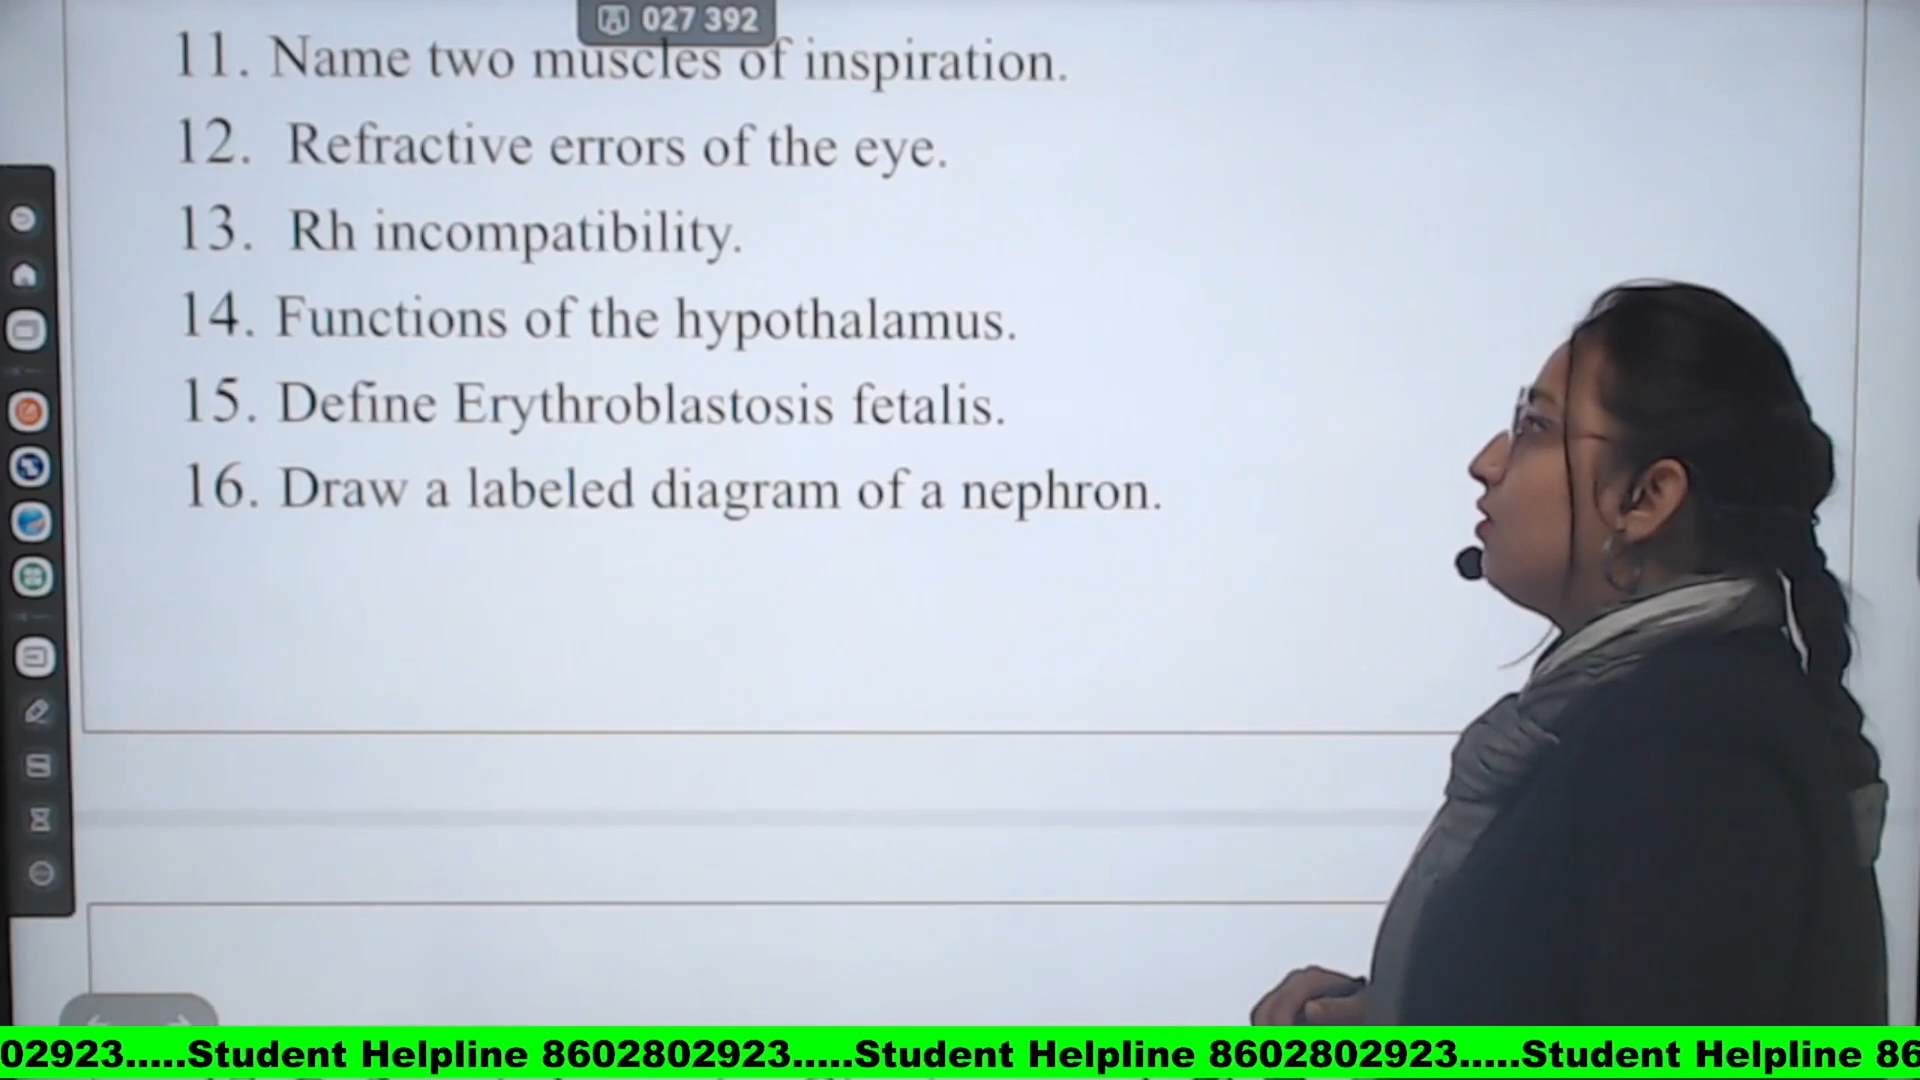 027 392
11. Name two muscles of inspiration.
12. Refractive errors of the eye.
13. Rh incompatibility.
14. Functions of the hypothalamus.
15. Define Erythroblastosis fetalis.
16. Draw a labeled diagram of a nephron.
02923.....Student Helpline 8602802923.....Student Helpline 8602802923.....Student Helpline 86